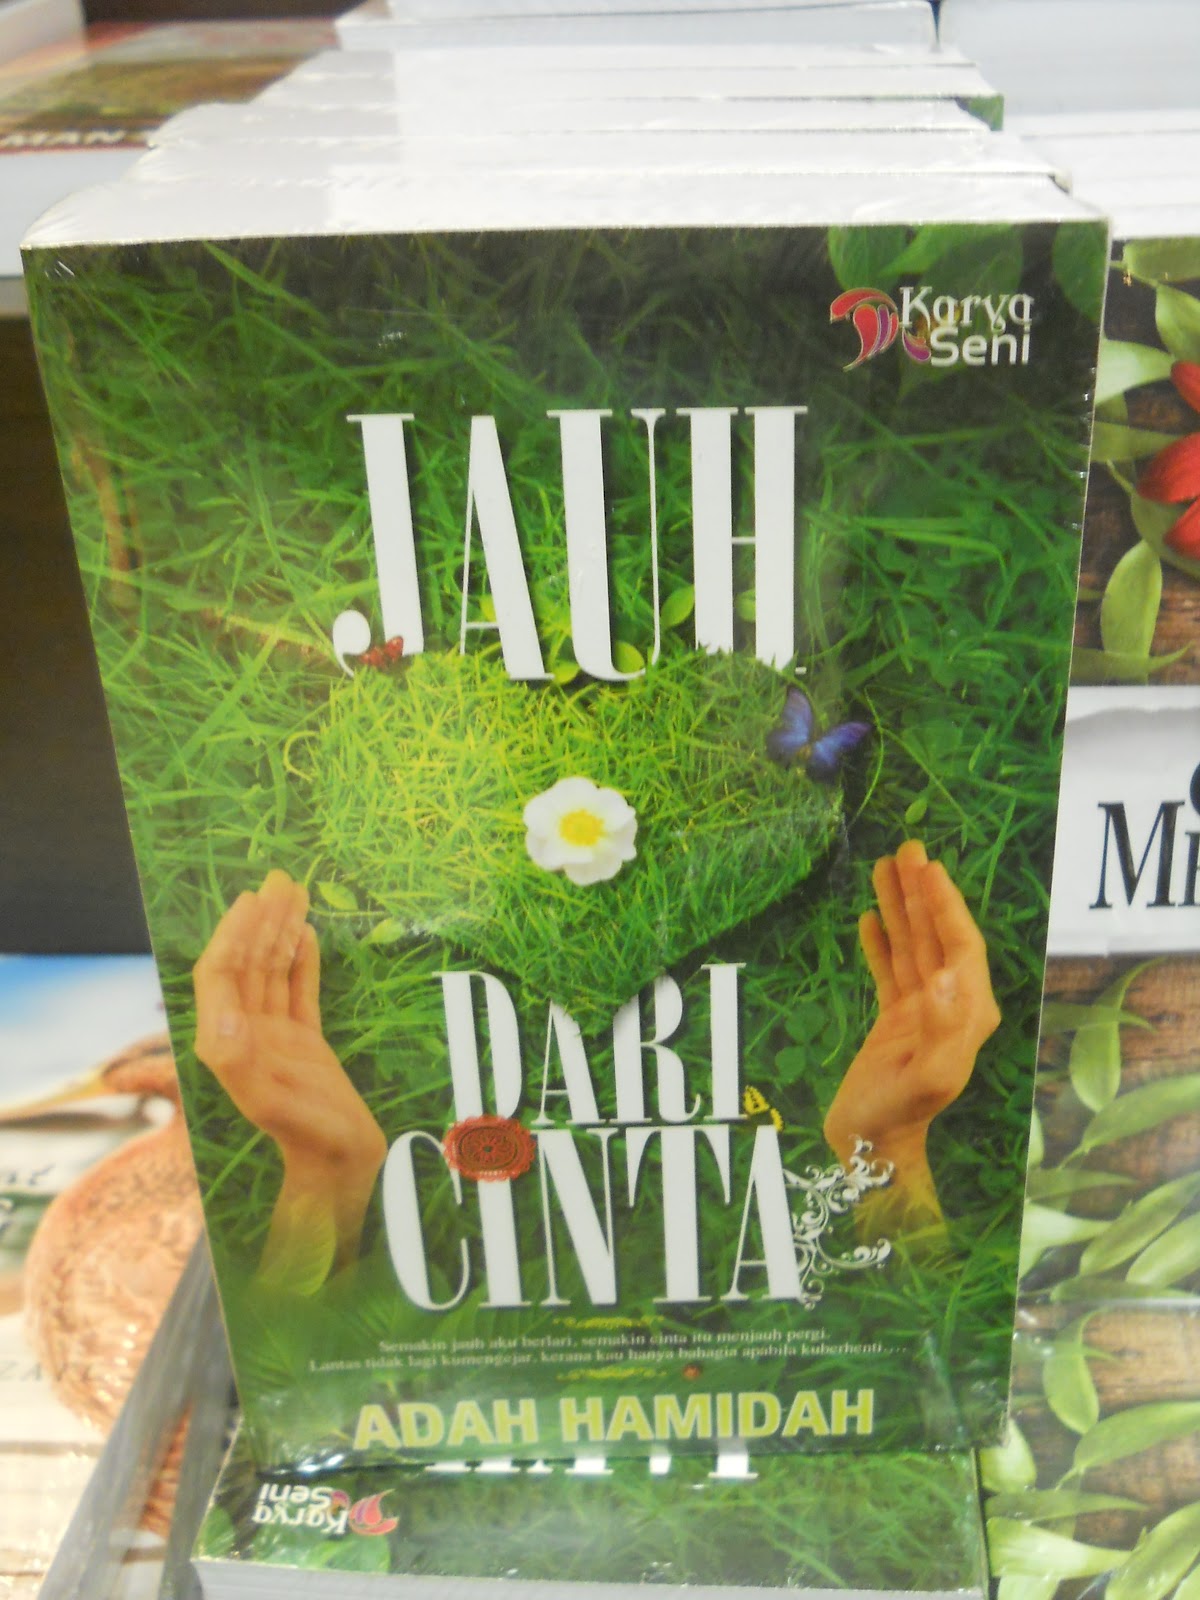 MAN
Karya
Seni
JAUH
DARI
CINTA
Semakin jauh aku berlari, semakin cinta itu menjauh pergi.
Lantas tidak lagi kumengejar, kerana kau hanya bahagia apabila kuberhenti....
ADAH HAMIDAH
Karya
Seni